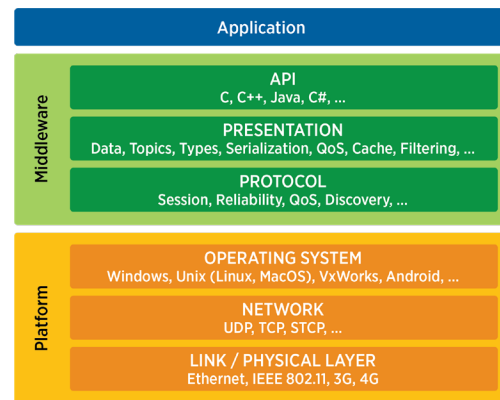 Application
Middleware
API
C, C++, Java, C#, ...
PRESENTATION
Data, Topics, Types, Serialization, QoS, Cache, Filtering, ...
PROTOCOL
Session, Reliability, QoS, Discovery, ...
Platform
OPERATING SYSTEM
Windows, Unix (Linux, MacOS), VxWorks, Android, ...
NETWORK
UDP, TCP, STCP, ...
LINK / PHYSICAL LAYER
Ethernet, IEEE 802.11, 3G, 4G